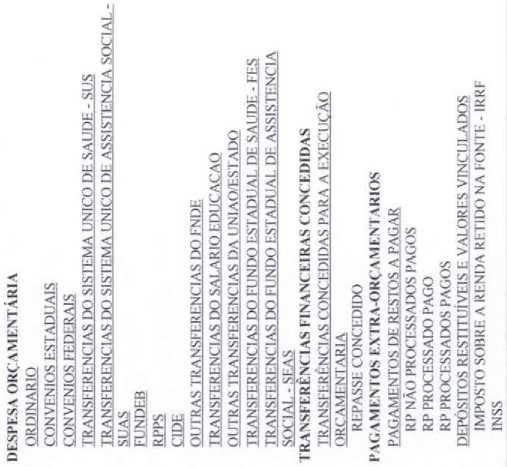 DESPESA ORÇAMENTÁRIA
ORDINARIO
CONVENIOS ESTADUAIS
CONVENIOS FEDERAIS
TRANSFERENCIAS DO SISTEMA UNICO DE SAUDE - SUS
TRANSFERENCIAS DO SISTEMA UNICO DE ASSISTENCIA SOCIAL -
SUAS
FUNDEB
RPPS
CIDE
OUTRAS TRANSFERENCIAS DO FNDE
TRANSFERENCIAS DO SALARIO EDUCACAO
OUTRAS TRANSFERENCIAS DA UNIAO/ESTADO
TRANSFERENCIAS DO FUNDO ESTADUAL DE SAUDE - FES
TRANSFERENCIAS DO FUNDO ESTADUAL DE ASSISTENCIA
SOCIAL - SEAS
TRANSFERÊNCIAS FINANCEIRAS CONCEDIDAS
TRANSFERÊNCIAS CONCEDIDAS PARA A EXECUÇÃO
ORCAMENTARIA
REPASSE CONCEDIDO
PAGAMENTOS EXTRA-ORÇAMENTARIOS
PAGAMENTOS DE RESTOS A PAGAR
RP NÃO PROCESSADOS PAGOS
RP PROCESSADO PAGO
RP PROCESSADOS PAGOS
DEPÓSITOS RESTITUÍVEIS E VALORES VINCULADOS
IMPOSTO SOBRE A RENDA RETIDO NA FONTE - IRRF
INSS